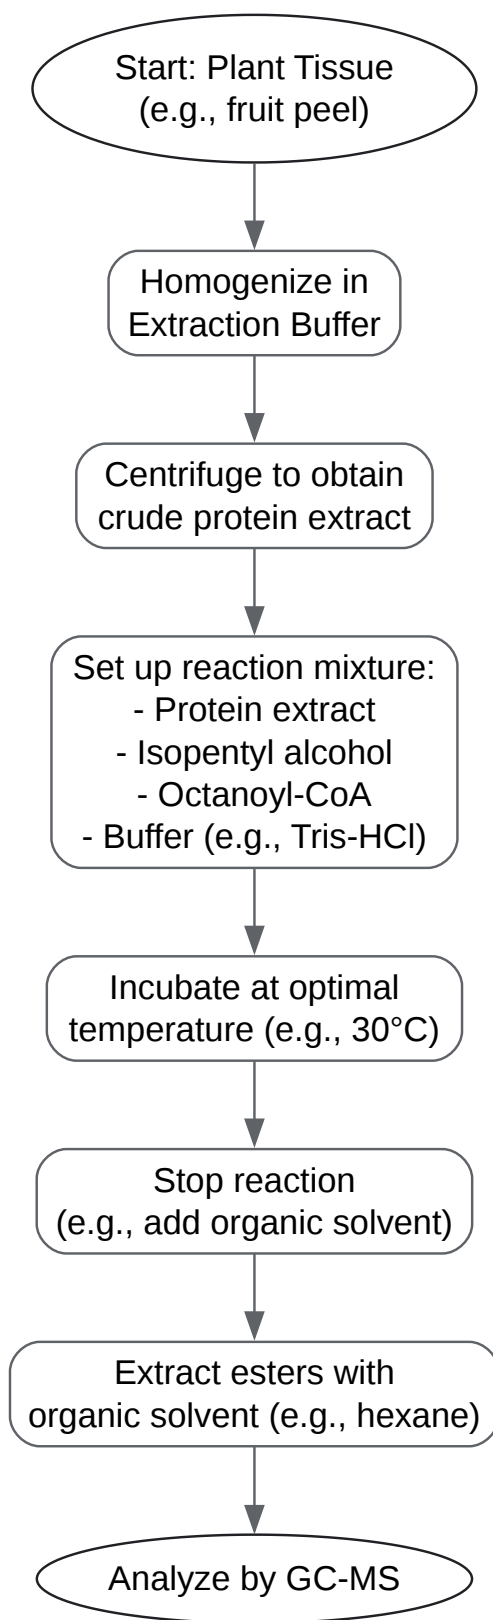 Start: Plant Tissue
(e.g., fruit peel)
Homogenize in
Extraction Buffer
Centrifuge to obtain
crude protein extract
Set up reaction mixture:
- Protein extract
- Isopentyl alcohol
- Octanoyl-CoA
- Buffer (e.g., Tris-HCl)
Incubate at optimal
temperature (e.g., 30°C)
Stop reaction
(e.g., add organic solvent)
Extract esters with
organic solvent (e.g., hexane)
Analyze by GC-MS